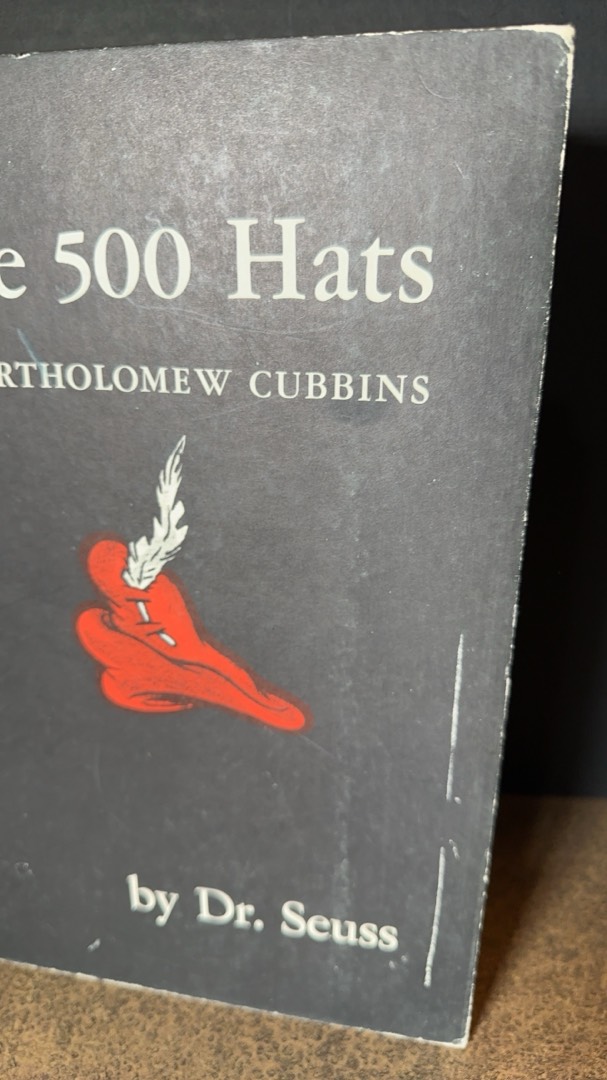 e 500 Hats
RTHOLOMEW CUBBINS
by Dr. Seuss